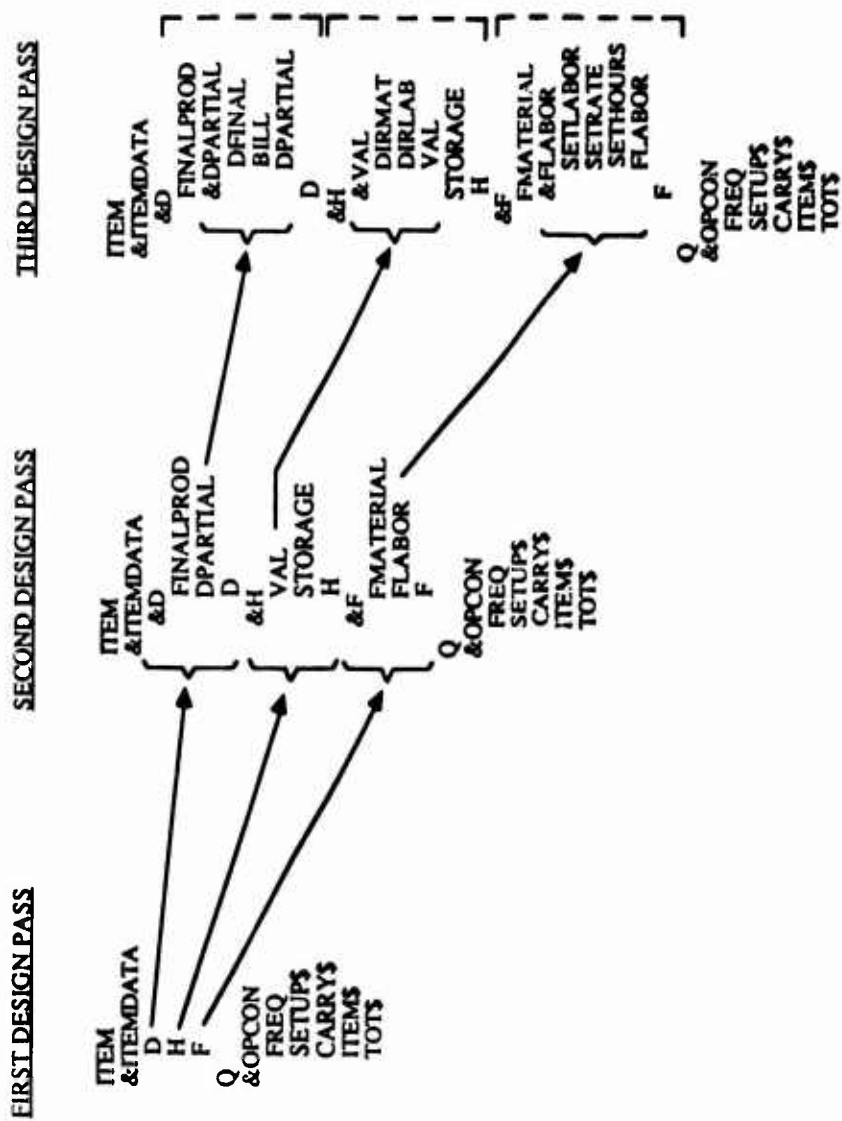 FIRST DESIGN PASS
ITEM
&ITEMDATA
D
H
F
Q
&OPCON
FREQ
SETUP$
CARRY$
ITEM$
TOT$
SECOND DESIGN PASS
ITEM
&ITEMDATA
&D
FINALPROD
DPARTIAL
D
&H
VAL
STORAGE
H
&F
FMATERIAL
FLABOR
F
Q
&OPCON
FREQ
SETUP$
CARRY$
ITEM$
TOT$
THIRD DESIGN PASS
ITEM
&ITEMDATA
&D
FINALPROD
&DPARTIAL
DFINAL
BILL
DPARTIAL
D
&H
&VAL
DIRMAT
DIRLAB
VAL
STORAGE
H
&F
FMATERIAL
&FLABOR
SETLABOR
SETRATE
SETHOURS
FLABOR
F
Q
&OPCON
FREQ
SETUP$
CARRY$
ITEM$
TOT$